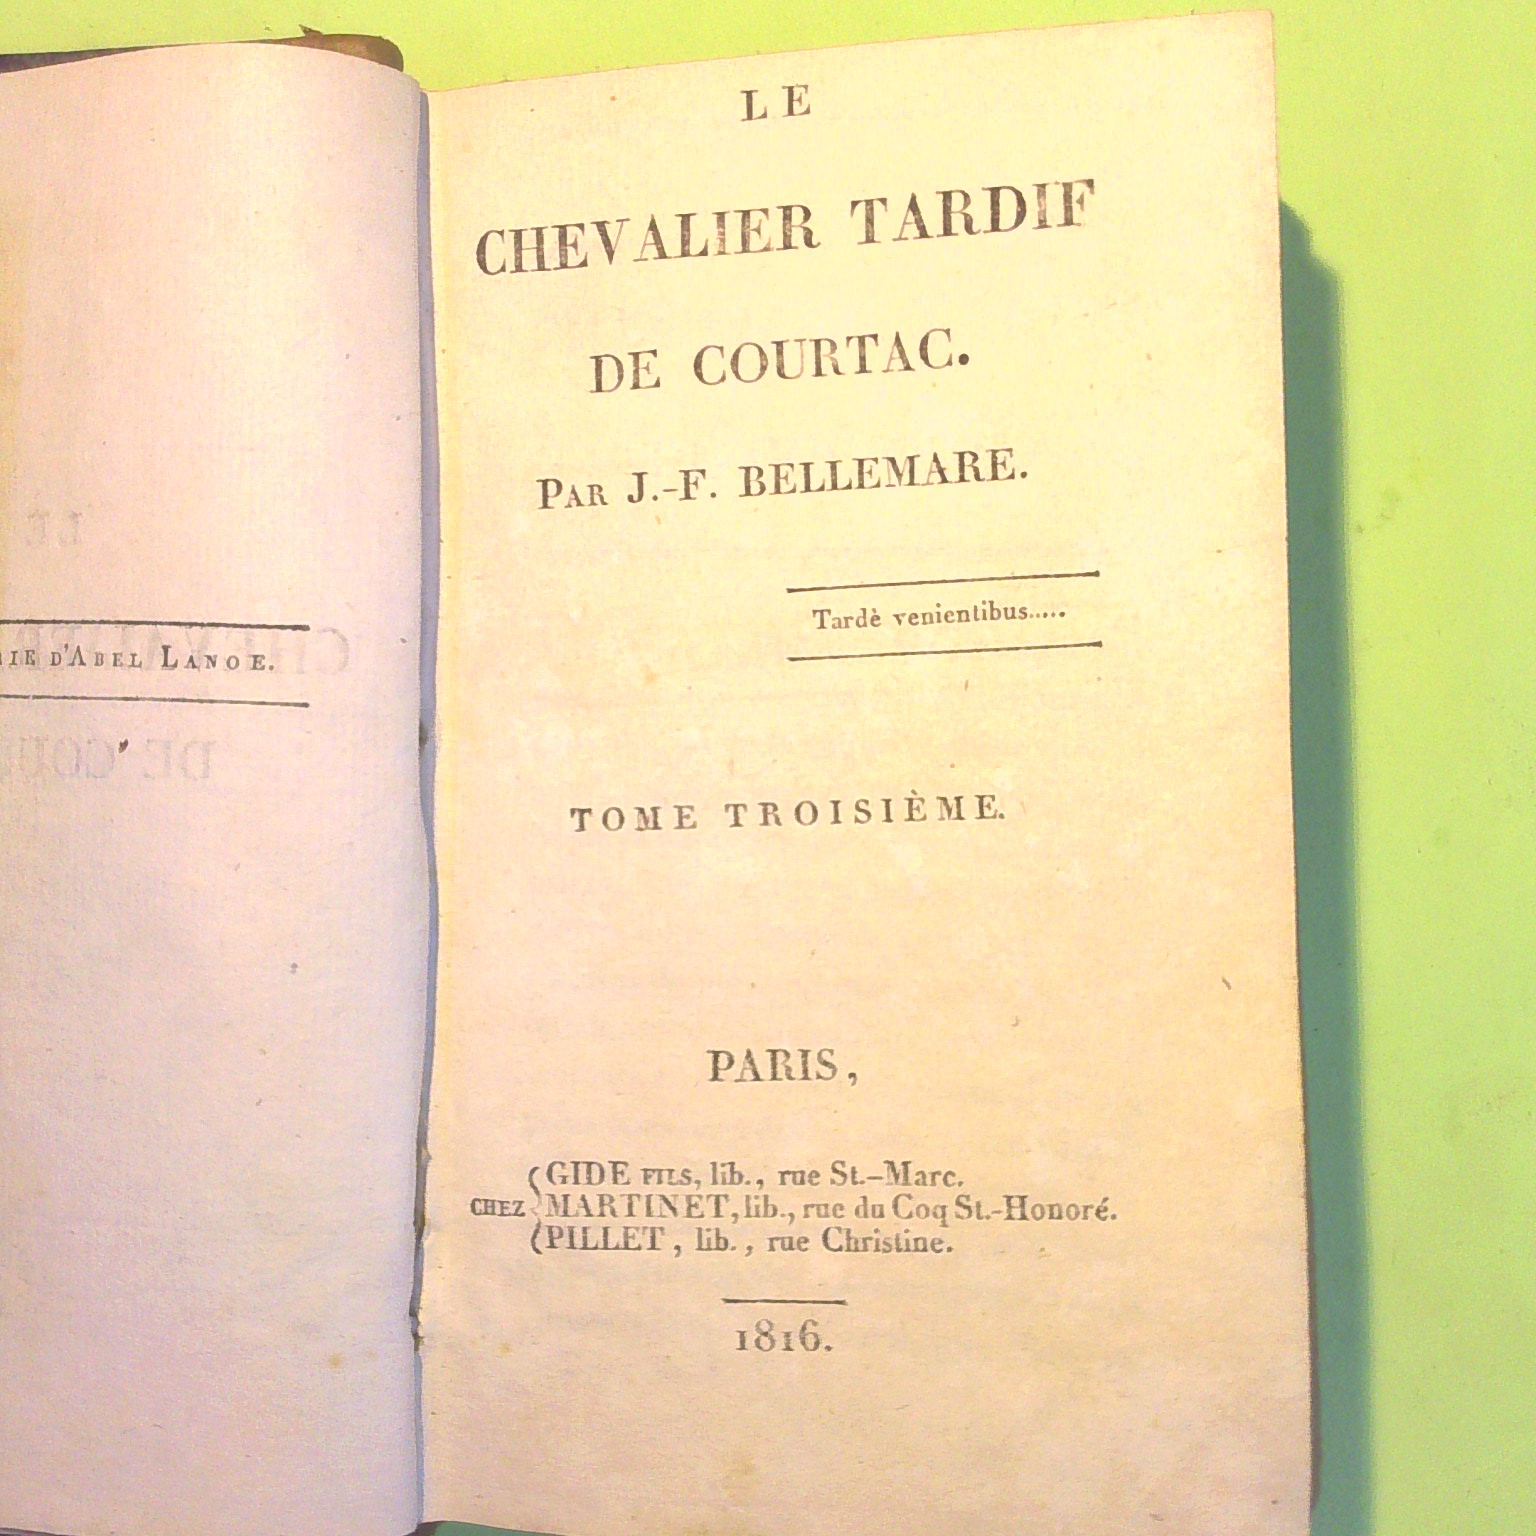 D'ABEL LANOE.
LE
CHEVALIER TARDIF
DE COURTAC.
PAR J.-F. BELLEMARE.
Tardè venientibus.....
TOME TROISIÈME.
PARIS,
CHEZ
GIDE FILS, lib., rue St.-Marc.
MARTINET, lib., rue du Coq St.-Honoré.
PILLET, lib., rue Christine.
1816.